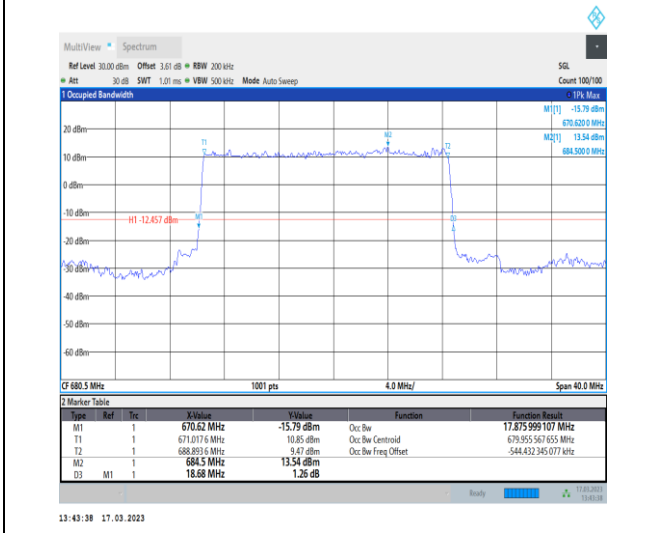 MultiView Spectrum
Ref Level 30.00 dBm Offset 3.61 dB RBW 200 kHz SGL
Att 30 dB SWT 1.01 ms VBW 500 kHz Mode Auto Sweep Count 100/100
1 Occupied Bandwidth 1Pk Max
M1[1] -15.79 dBm
670.620 0 MHz
M2[1] 13.54 dBm
684.500 0 MHz
20 dBm
M2
T1
T2
10 dBm
0 dBm
-10 dBm
H1 -12.457 dBm
M1
D3
-20 dBm
-30 dBm
-40 dBm
-50 dBm
-60 dBm
CF 680.5 MHz 1001 pts 4.0 MHz/ Span 40.0 MHz
2 Marker Table
Type Ref Trc X-Value Y-Value Function Function Result
M1 1 670.62 MHz -15.79 dBm Occ Bw 17.875 999 107 MHz
T1 1 671.017 6 MHz 10.85 dBm Occ Bw Centroid 679.955 567 655 MHz
T2 1 688.893 6 MHz 9.47 dBm Occ Bw Freq Offset -544.432 345 077 kHz
M2 1 684.5 MHz 13.54 dBm
D3 M1 1 18.68 MHz 1.26 dB
Ready 17.03.2023
13:43:38
13:43:38 17.03.2023